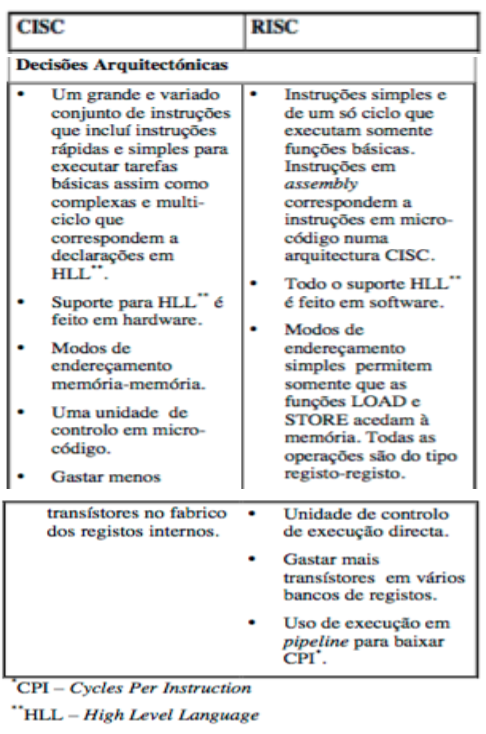 CISC
RISC
Decisões Arquitectónicas
• Um grande e variado
conjunto de instruções
que incluí instruções
rápidas e simples para
executar tarefas
básicas assim como
complexas e multi-
ciclo que
correspondem a
declarações em
HLL**.
• Suporte para HLL** é
feito em hardware.
• Modos de
endereçamento
memória-memória.
• Uma unidade de
controlo em micro-
código.
• Gastar menos
transístores no fabrico
dos registos internos.
• Instruções simples e
de um só ciclo que
executam somente
funções básicas.
Instruções em
assembly
correspondem a
instruções em micro-
código numa
arquitectura CISC.
• Todo o suporte HLL**
é feito em software.
• Modos de
endereçamento
simples permitem
somente que as
funções LOAD e
STORE acedam à
memória. Todas as
operações são do tipo
registo-registo.
• Unidade de controlo
de execução directa.
• Gastar mais
transístores em vários
bancos de registos.
• Uso de execução em
pipeline para baixar
CPI*.
*CPI – Cycles Per Instruction
**HLL – High Level Language